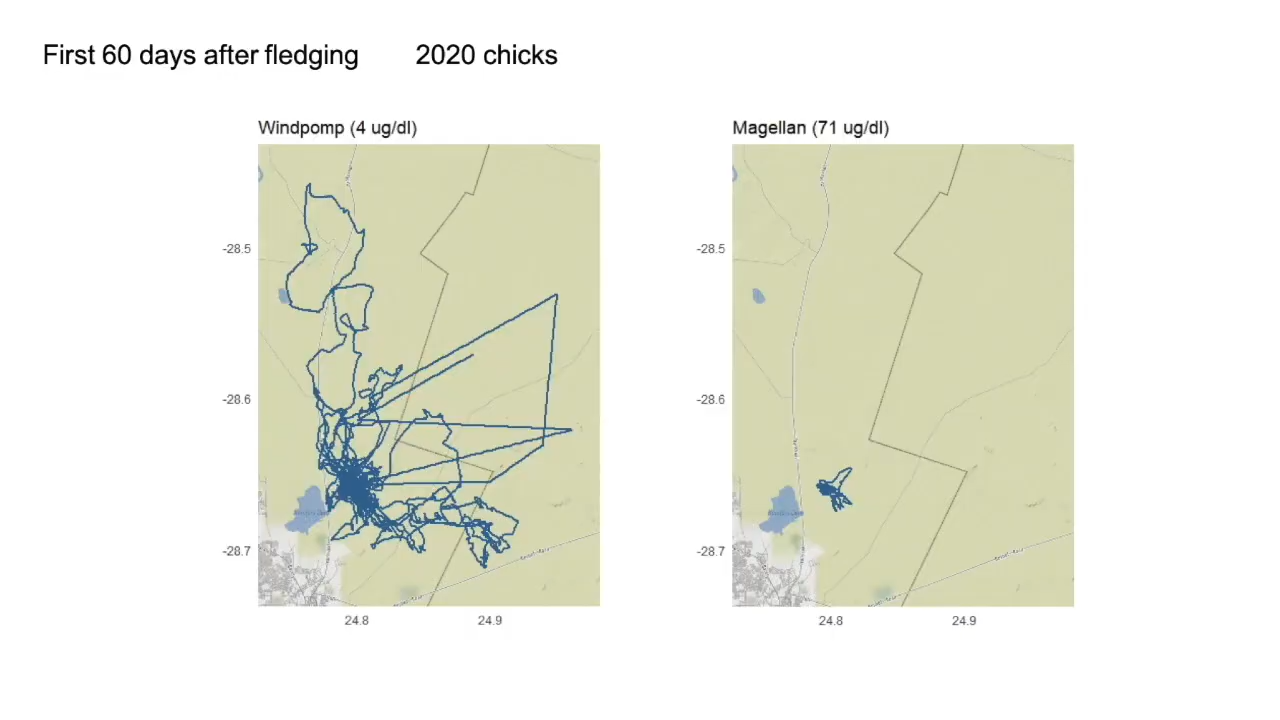 First 60 days after fledging 2020 chicks
Windpomp (4 ug/dl)
-28.5
-28.6
-28.7
24.8 24.9
Magellan (71 ug/dl)
-28.5
-28.6
-28.7
24.8 24.9